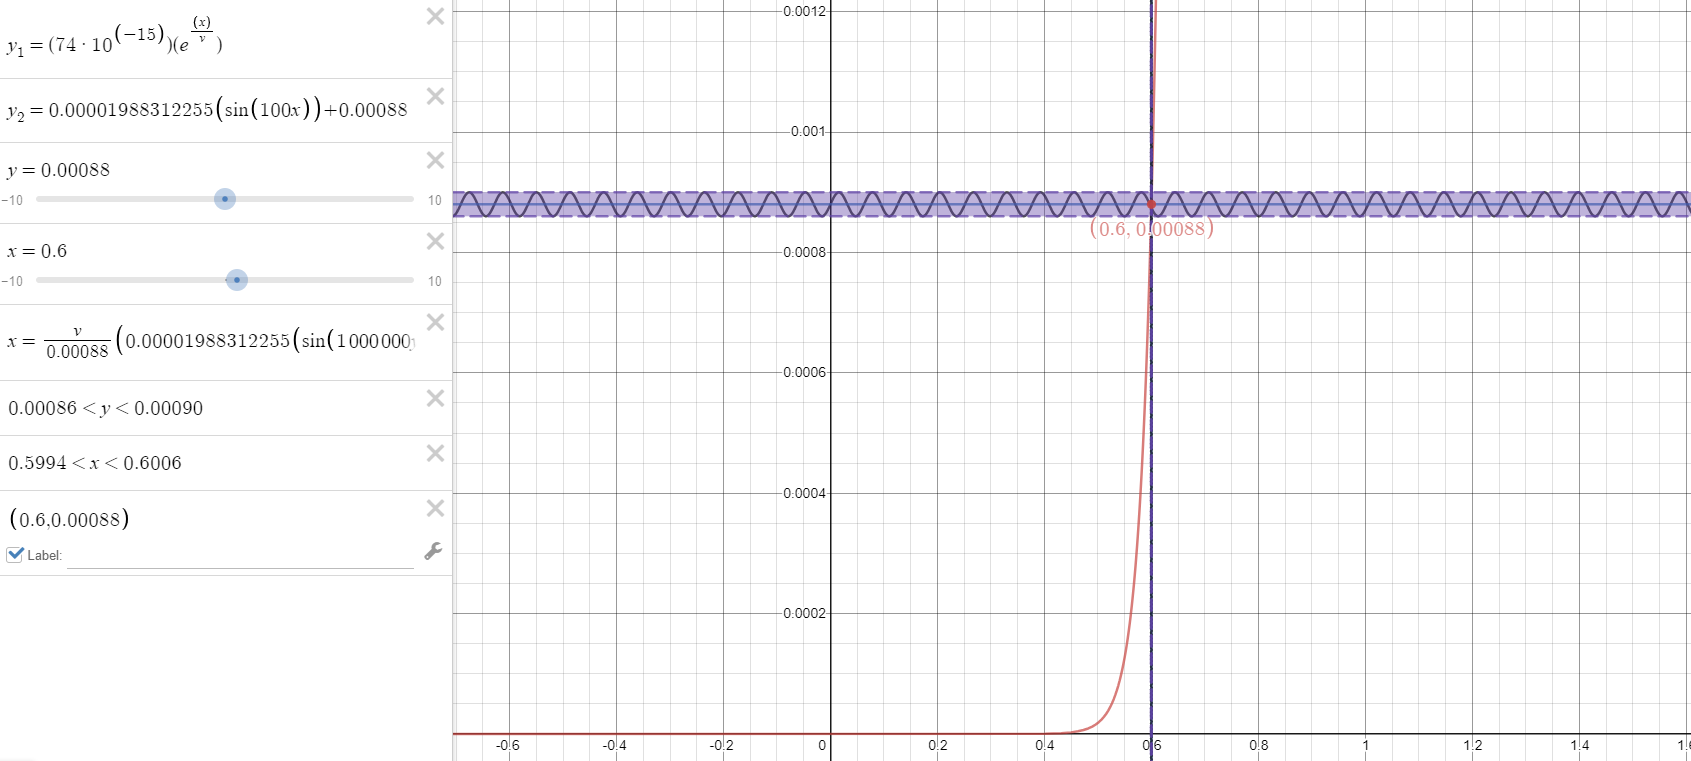 y₁ = (74 · 10^(−15))(e^((x)/v))
y₂ = 0.00001988312255(sin(100x))+0.00088
y = 0.00088
−10 10
x = 0.6
−10 10
x = v/0.00088 (0.00001988312255(sin(1000000
0.00086 < y < 0.00090
0.5994 < x < 0.6006
(0.6,0.00088)
Label:
0.0012
0.001
(0.6, 0.00088)
0.0008
0.0006
0.0004
0.0002
-0.6 -0.4 -0.2 0 0.2 0.4 0.6 0.8 1 1.2 1.4